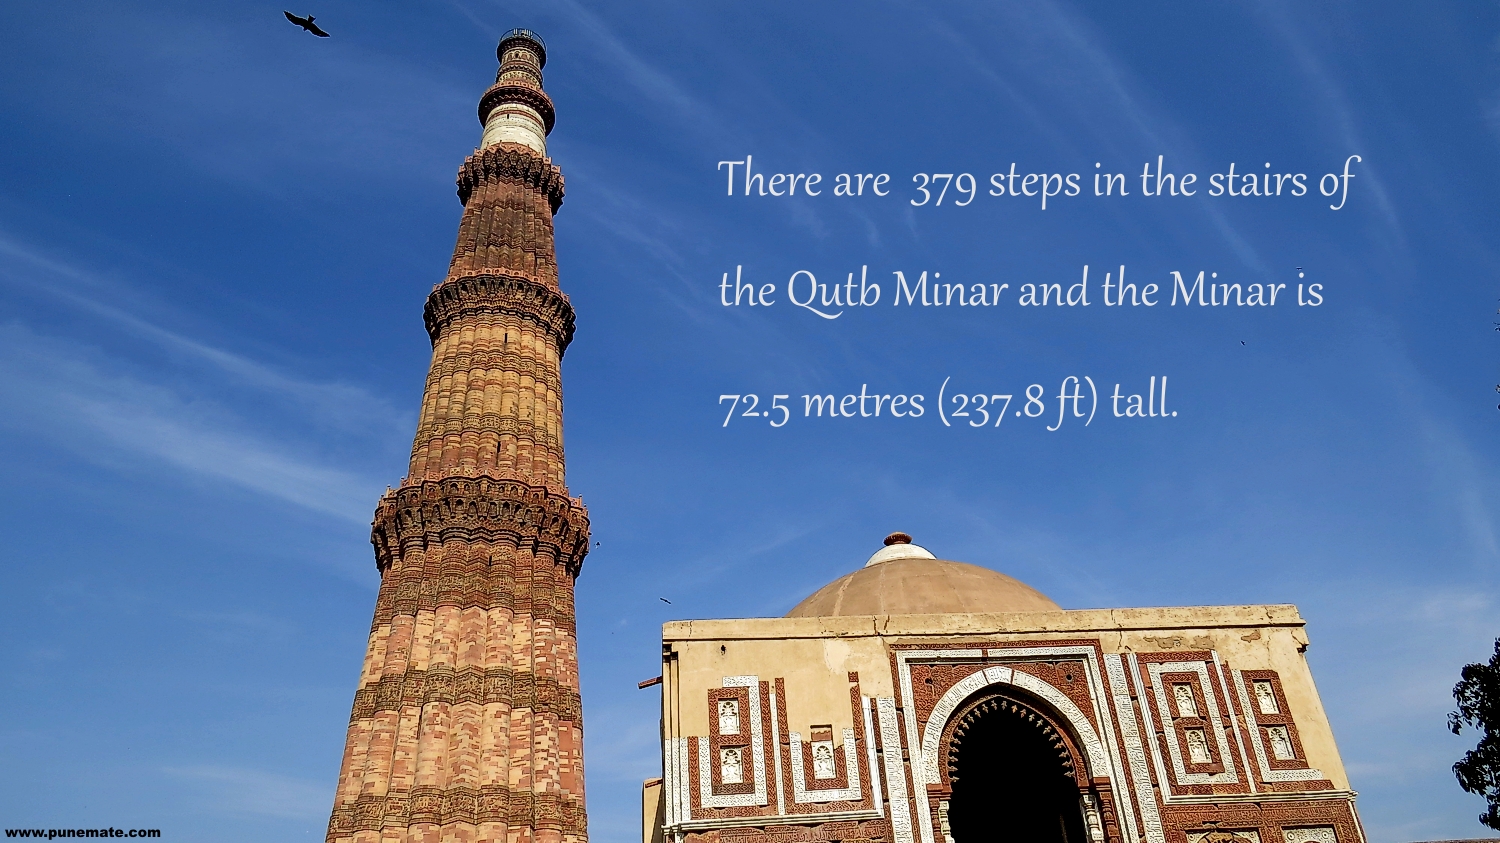 There are 379 steps in the stairs of
the Qutb Minar and the Minar is
72.5 metres (237.8 ft) tall.
www.punemate.com